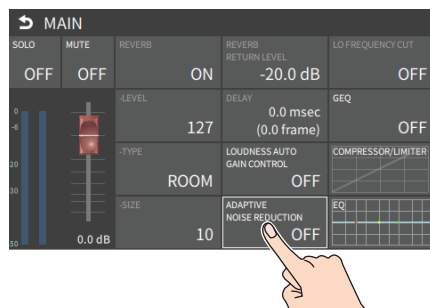 MAIN
SOLO
OFF
MUTE
OFF
REVERB
ON
REVERB
RETURN LEVEL
-20.0 dB
LO FREQUENCY CUT
OFF
0
-6
20
30
50
0.0 dB
-LEVEL
127
DELAY
0.0 msec
(0.0 frame)
GEQ
OFF
-TYPE
ROOM
LOUDNESS AUTO
GAIN CONTROL
OFF
COMPRESSOR/LIMITER
-SIZE
10
ADAPTIVE
NOISE REDUCTION
OFF
EQ